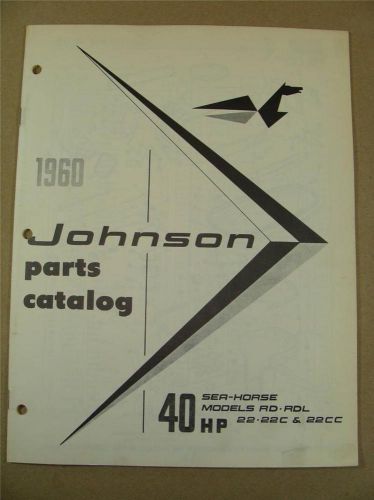 1960
Johnson
parts
catalog
40 HP
SEA-HORSE
MODELS RD-RDL
22-22C & 22CC